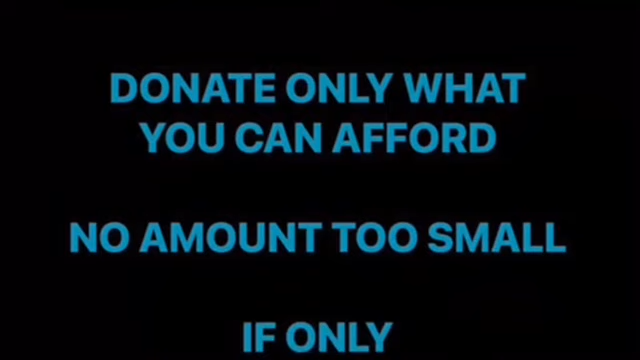 DONATE ONLY WHAT
YOU CAN AFFORD
NO AMOUNT TOO SMALL
IF ONLY